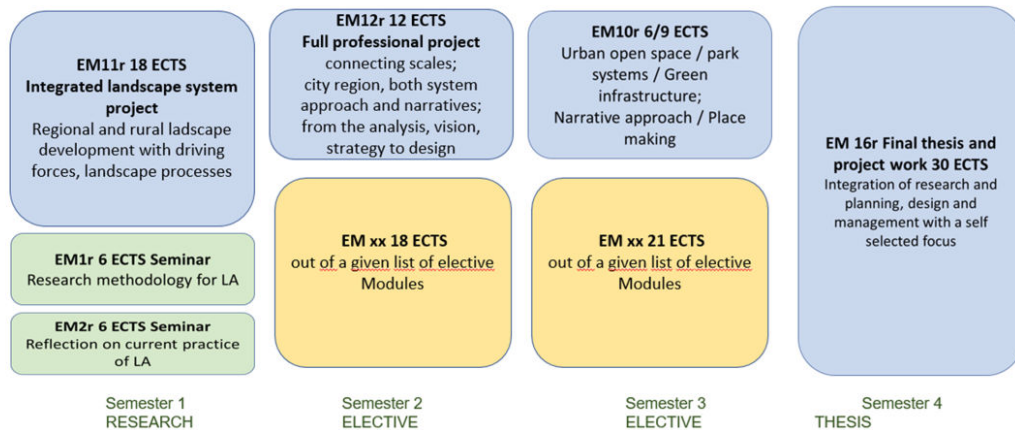 EM11r 18 ECTS
Integrated landscape system
project
Regional and rural ladscape
development with driving
forces, landscape processes
EM1r 6 ECTS Seminar
Research methodology for LA
EM2r 6 ECTS Seminar
Reflection on current practice
of LA
EM12r 12 ECTS
Full professional project
connecting scales;
city region, both system
approach and narratives;
from the analysis, vision,
strategy to design
EM xx 18 ECTS
out of a given list of elective
Modules
EM10r 6/9 ECTS
Urban open space / park
systems / Green
infrastructure;
Narrative approach / Place
making
EM xx 21 ECTS
out of a given list of elective
Modules
EM 16r Final thesis and
project work 30 ECTS
Integration of research and
planning, design and
management with a self
selected focus
Semester 1
RESEARCH
Semester 2
ELECTIVE
Semester 3
ELECTIVE
Semester 4
THESIS